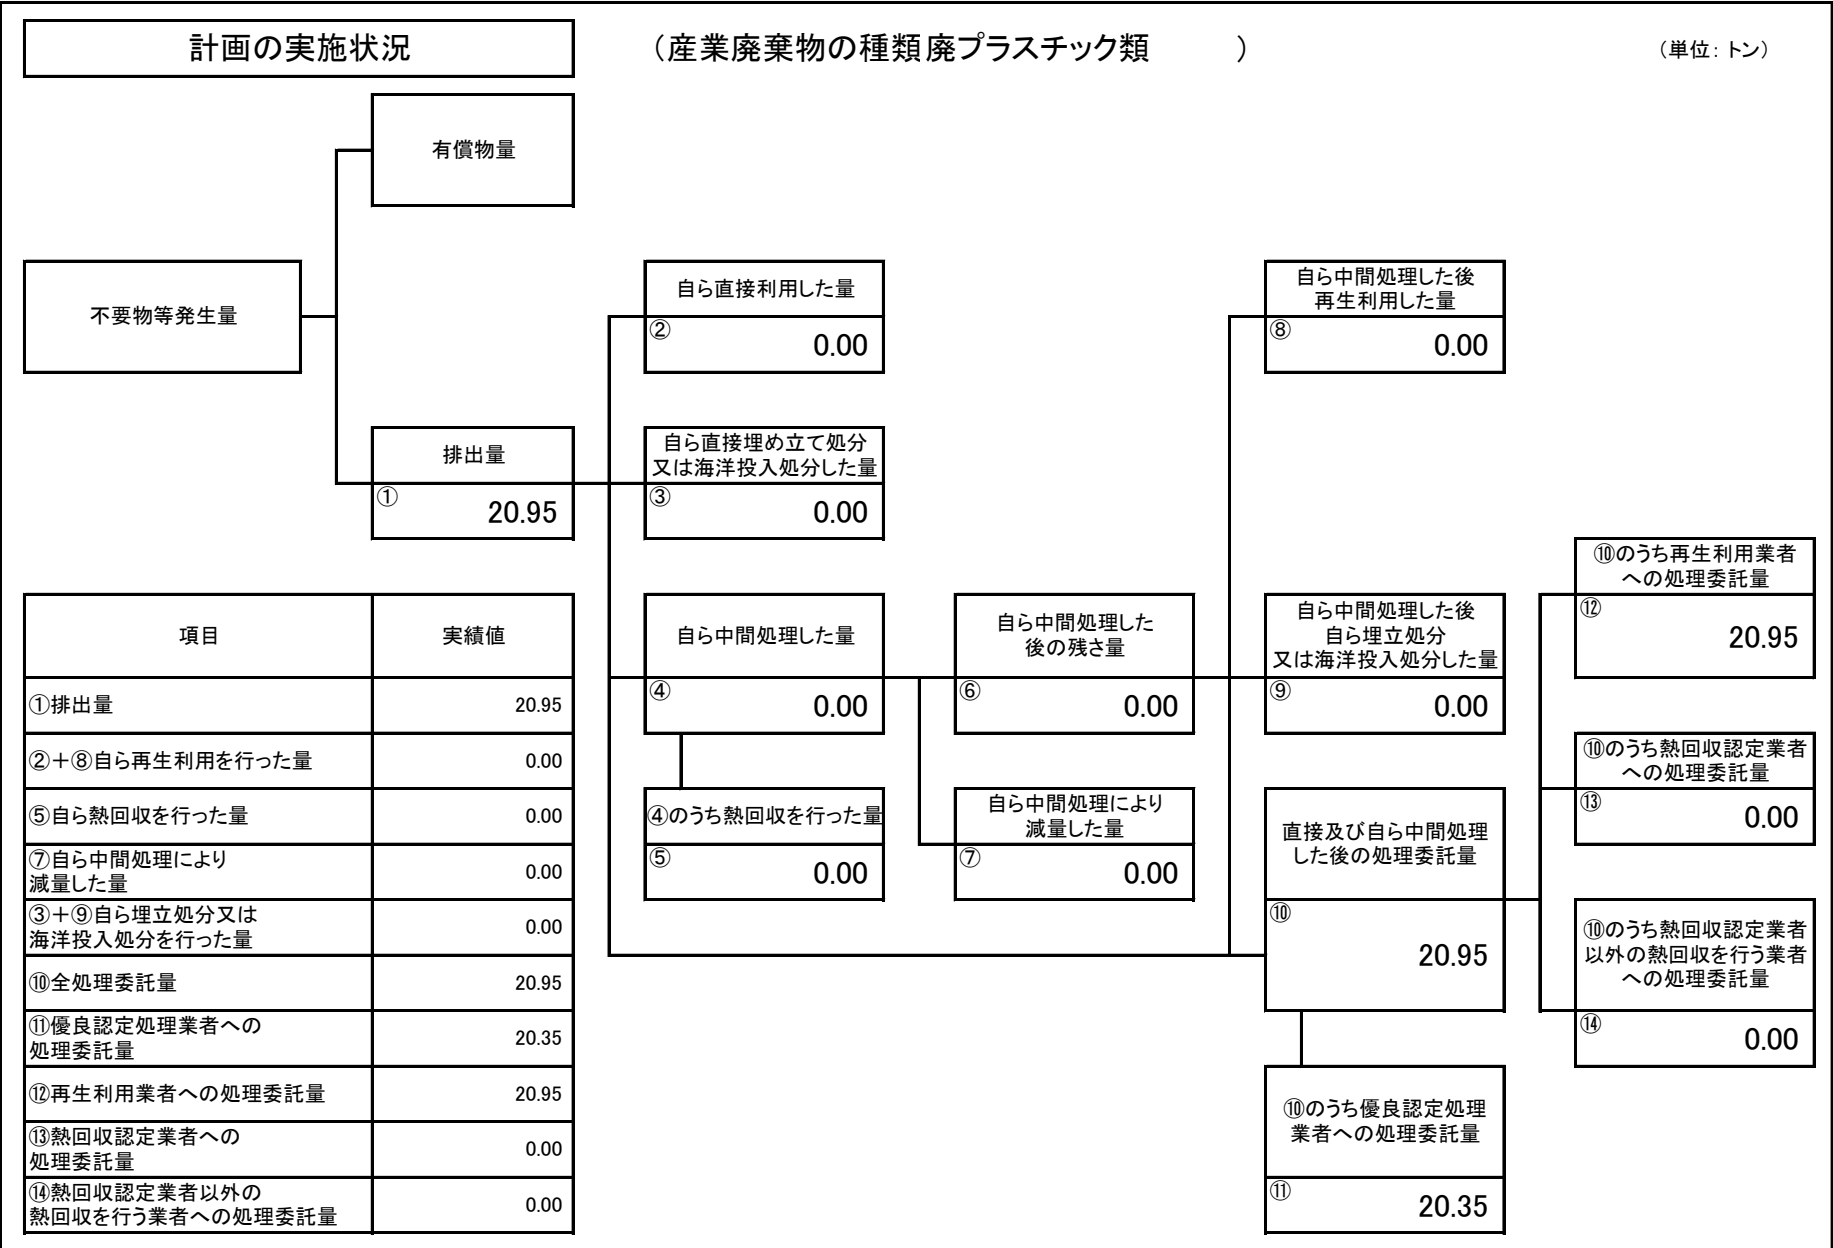 計画の実施状況
（産業廃棄物の種類 廃プラスチック類　　　）
（単位：トン）
有償物量
不要物等発生量
自ら直接利用した量
②
0.00
自ら中間処理した後
再生利用した量
⑧
0.00
排出量
①
20.95
自ら直接埋め立て処分
又は海洋投入処分した量
③
0.00
自ら中間処理した量
④
0.00
自ら中間処理した
後の残さ量
⑥
0.00
自ら中間処理した後
自ら埋立処分
又は海洋投入処分した量
⑨
0.00
⑩のうち再生利用業者
への処理委託量
⑫
20.95
④のうち熱回収を行った量
⑤
0.00
自ら中間処理により
減量した量
⑦
0.00
直接及び自ら中間処理
した後の処理委託量
⑩
20.95
⑩のうち熱回収認定業者
への処理委託量
⑬
0.00
⑩のうち熱回収認定業者
以外の熱回収を行う業者
への処理委託量
⑭
0.00
⑩のうち優良認定処理
業者への処理委託量
⑪
20.35
項目 実績値
①排出量 20.95
②＋⑧自ら再生利用を行った量 0.00
⑤自ら熱回収を行った量 0.00
⑦自ら中間処理により
減量した量 0.00
③＋⑨自ら埋立処分又は
海洋投入処分を行った量 0.00
⑩全処理委託量 20.95
⑪優良認定処理業者への
処理委託量 20.35
⑫再生利用業者への処理委託量 20.95
⑬熱回収認定業者への
処理委託量 0.00
⑭熱回収認定業者以外の
熱回収を行う業者への処理委託量 0.00